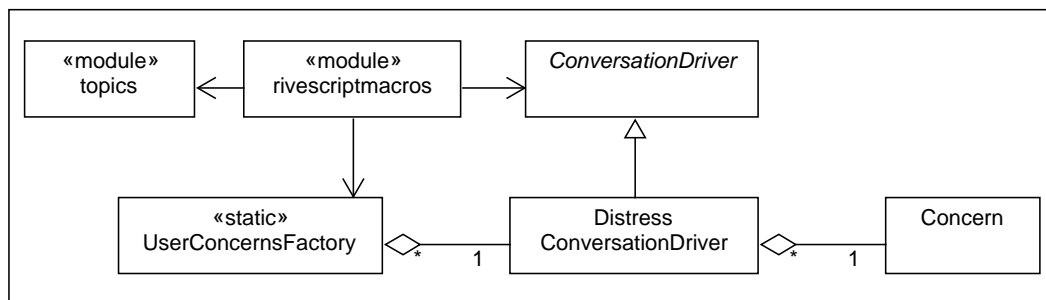 «module»
topics
«module»
rivescriptmacros
ConversationDriver
«static»
UserConcernsFactory
* 1
Distress
ConversationDriver
* 1
Concern